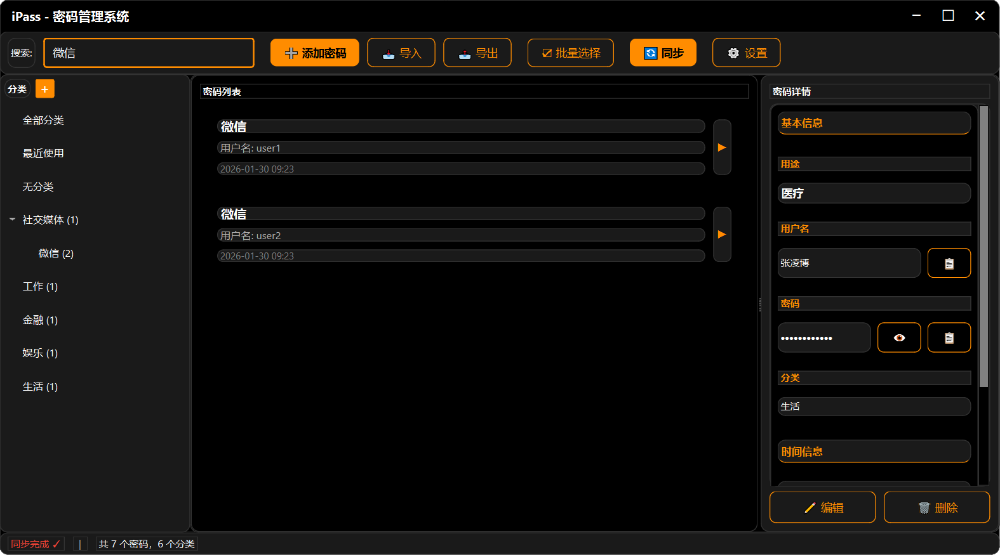 iPass - 密码管理系统
搜索: 微信 添加密码 导入 导出 批量选择 同步 设置
分类 +
全部分类
最近使用
无分类
社交媒体 (1)
微信 (2)
工作 (1)
金融 (1)
娱乐 (1)
生活 (1)
密码列表
微信
用户名: user1
2026-01-30 09:23
微信
用户名: user2
2026-01-30 09:23
密码详情
基本信息
用途
医疗
用户名
张凌博
密码
••••••••••••
分类
生活
时间信息
编辑 删除
同步完成 ✓ | 共 7 个密码，6 个分类